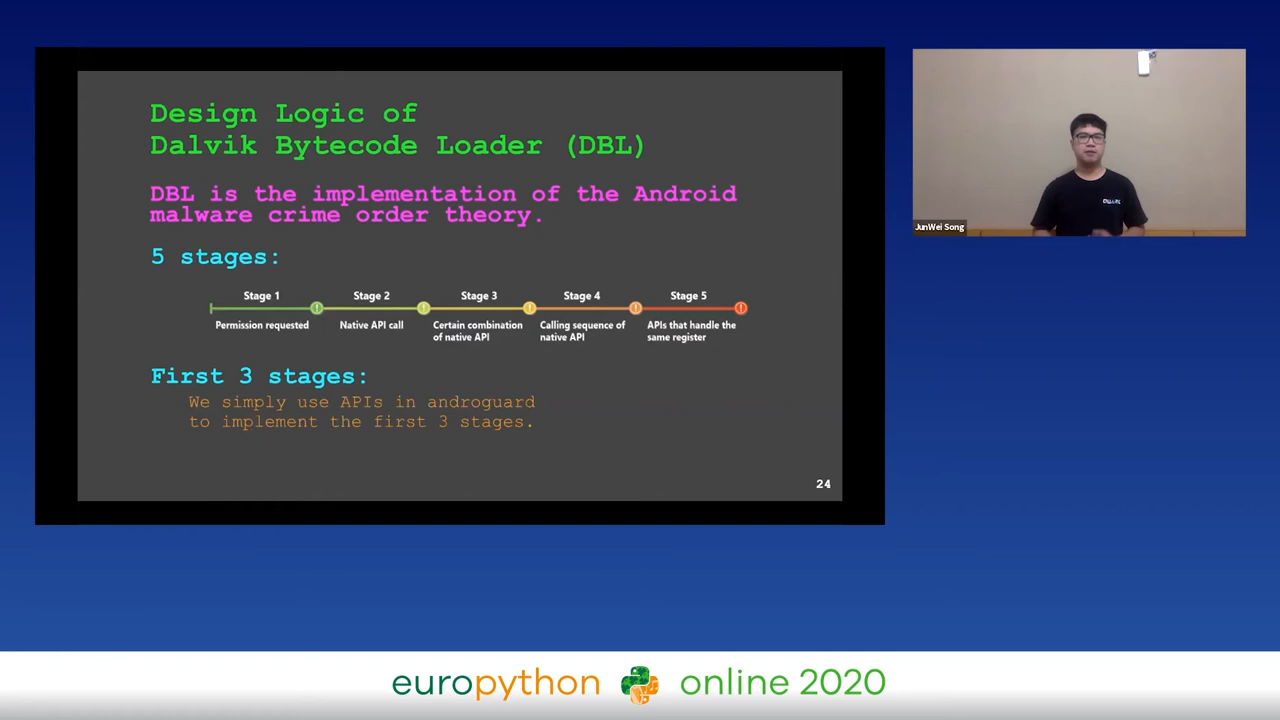 Design Logic of
Dalvik Bytecode Loader (DBL)
DBL is the implementation of the Android
malware crime order theory.
5 stages:
Stage 1
Stage 2
Stage 3
Stage 4
Stage 5
Permission requested
Native API call
Certain combination
of native API
Calling sequence of
native API
APIs that handle the
same register
First 3 stages:
We simply use APIs in androguard
to implement the first 3 stages.
24
JunWei Song
europython online 2020